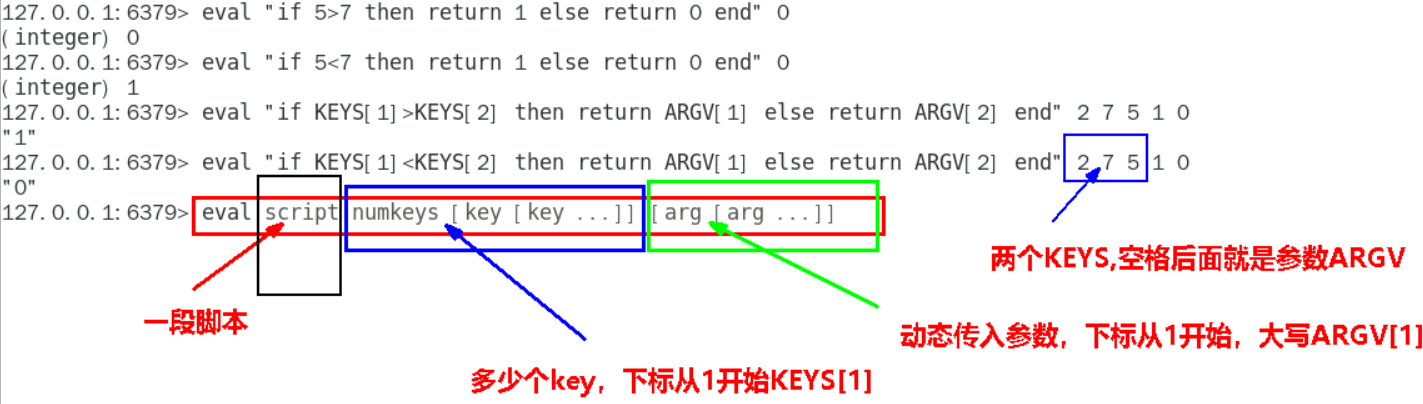 127.0.0.1:6379> eval "if 5>7 then return 1 else return 0 end" 0
(integer) 0
127.0.0.1:6379> eval "if 5<7 then return 1 else return 0 end" 0
(integer) 1
127.0.0.1:6379> eval "if KEYS[1]>KEYS[2] then return ARGV[1] else return ARGV[2] end" 2 7 5 1 0
"1"
127.0.0.1:6379> eval "if KEYS[1]<KEYS[2] then return ARGV[1] else return ARGV[2] end" 2 7 5 1 0
"0"
127.0.0.1:6379> eval script numkeys [key [key ...]] [arg [arg ...]]
两个KEYS,空格后面就是参数ARGV
一段脚本
动态传入参数，下标从1开始，大写ARGV[1]
多少个key，下标从1开始KEYS[1]